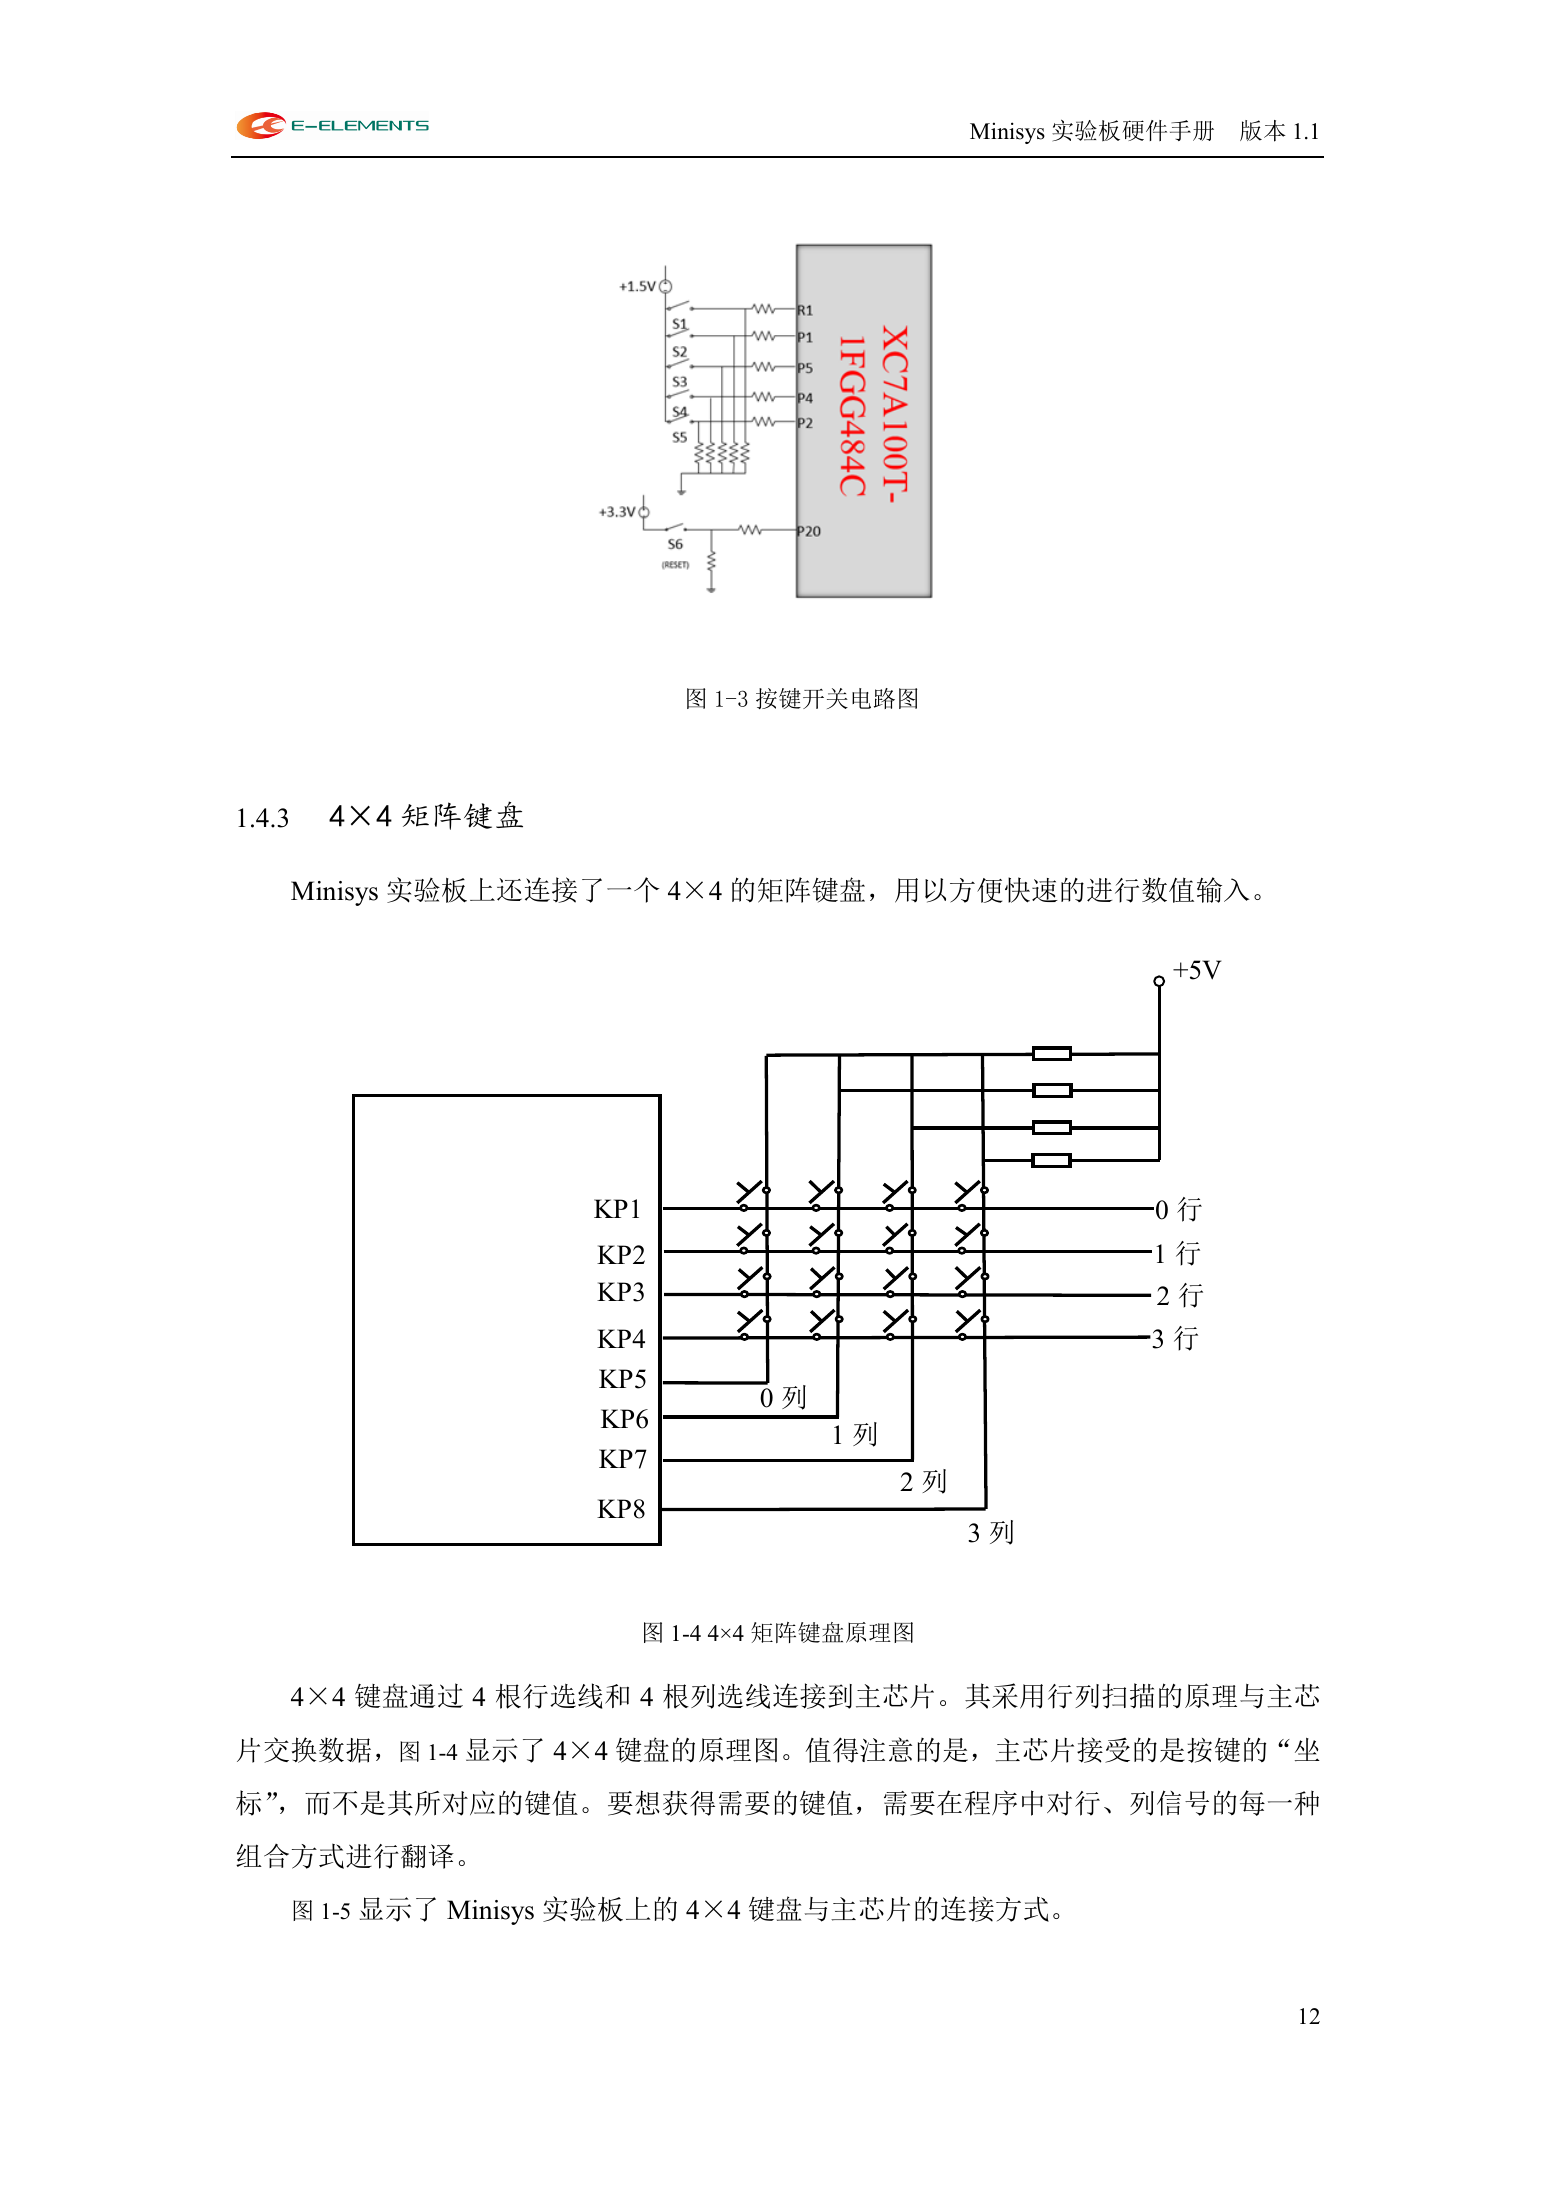 E-ELEMENTS
Minisys 实验板硬件手册 版本 1.1
+1.5V
R1
S1
P1
S2
P5
S3
P4
S4
P2
S5
XC7A100T-
1FGG484C
+3.3V
P20
S6
(RESET)
图 1-3 按键开关电路图
1.4.3 4×4 矩阵键盘
Minisys 实验板上还连接了一个 4×4 的矩阵键盘，用以方便快速的进行数值输入。
+5V
KP1
0 行
KP2
1 行
KP3
2 行
KP4
3 行
KP5
0 列
KP6
1 列
KP7
2 列
KP8
3 列
图 1-4 4×4 矩阵键盘原理图
4×4 键盘通过 4 根行选线和 4 根列选线连接到主芯片。其采用行列扫描的原理与主芯
片交换数据，图 1-4 显示了 4×4 键盘的原理图。值得注意的是，主芯片接受的是按键的“坐
标”，而不是其所对应的键值。要想获得需要的键值，需要在程序中对行、列信号的每一种
组合方式进行翻译。
图 1-5 显示了 Minisys 实验板上的 4×4 键盘与主芯片的连接方式。
12